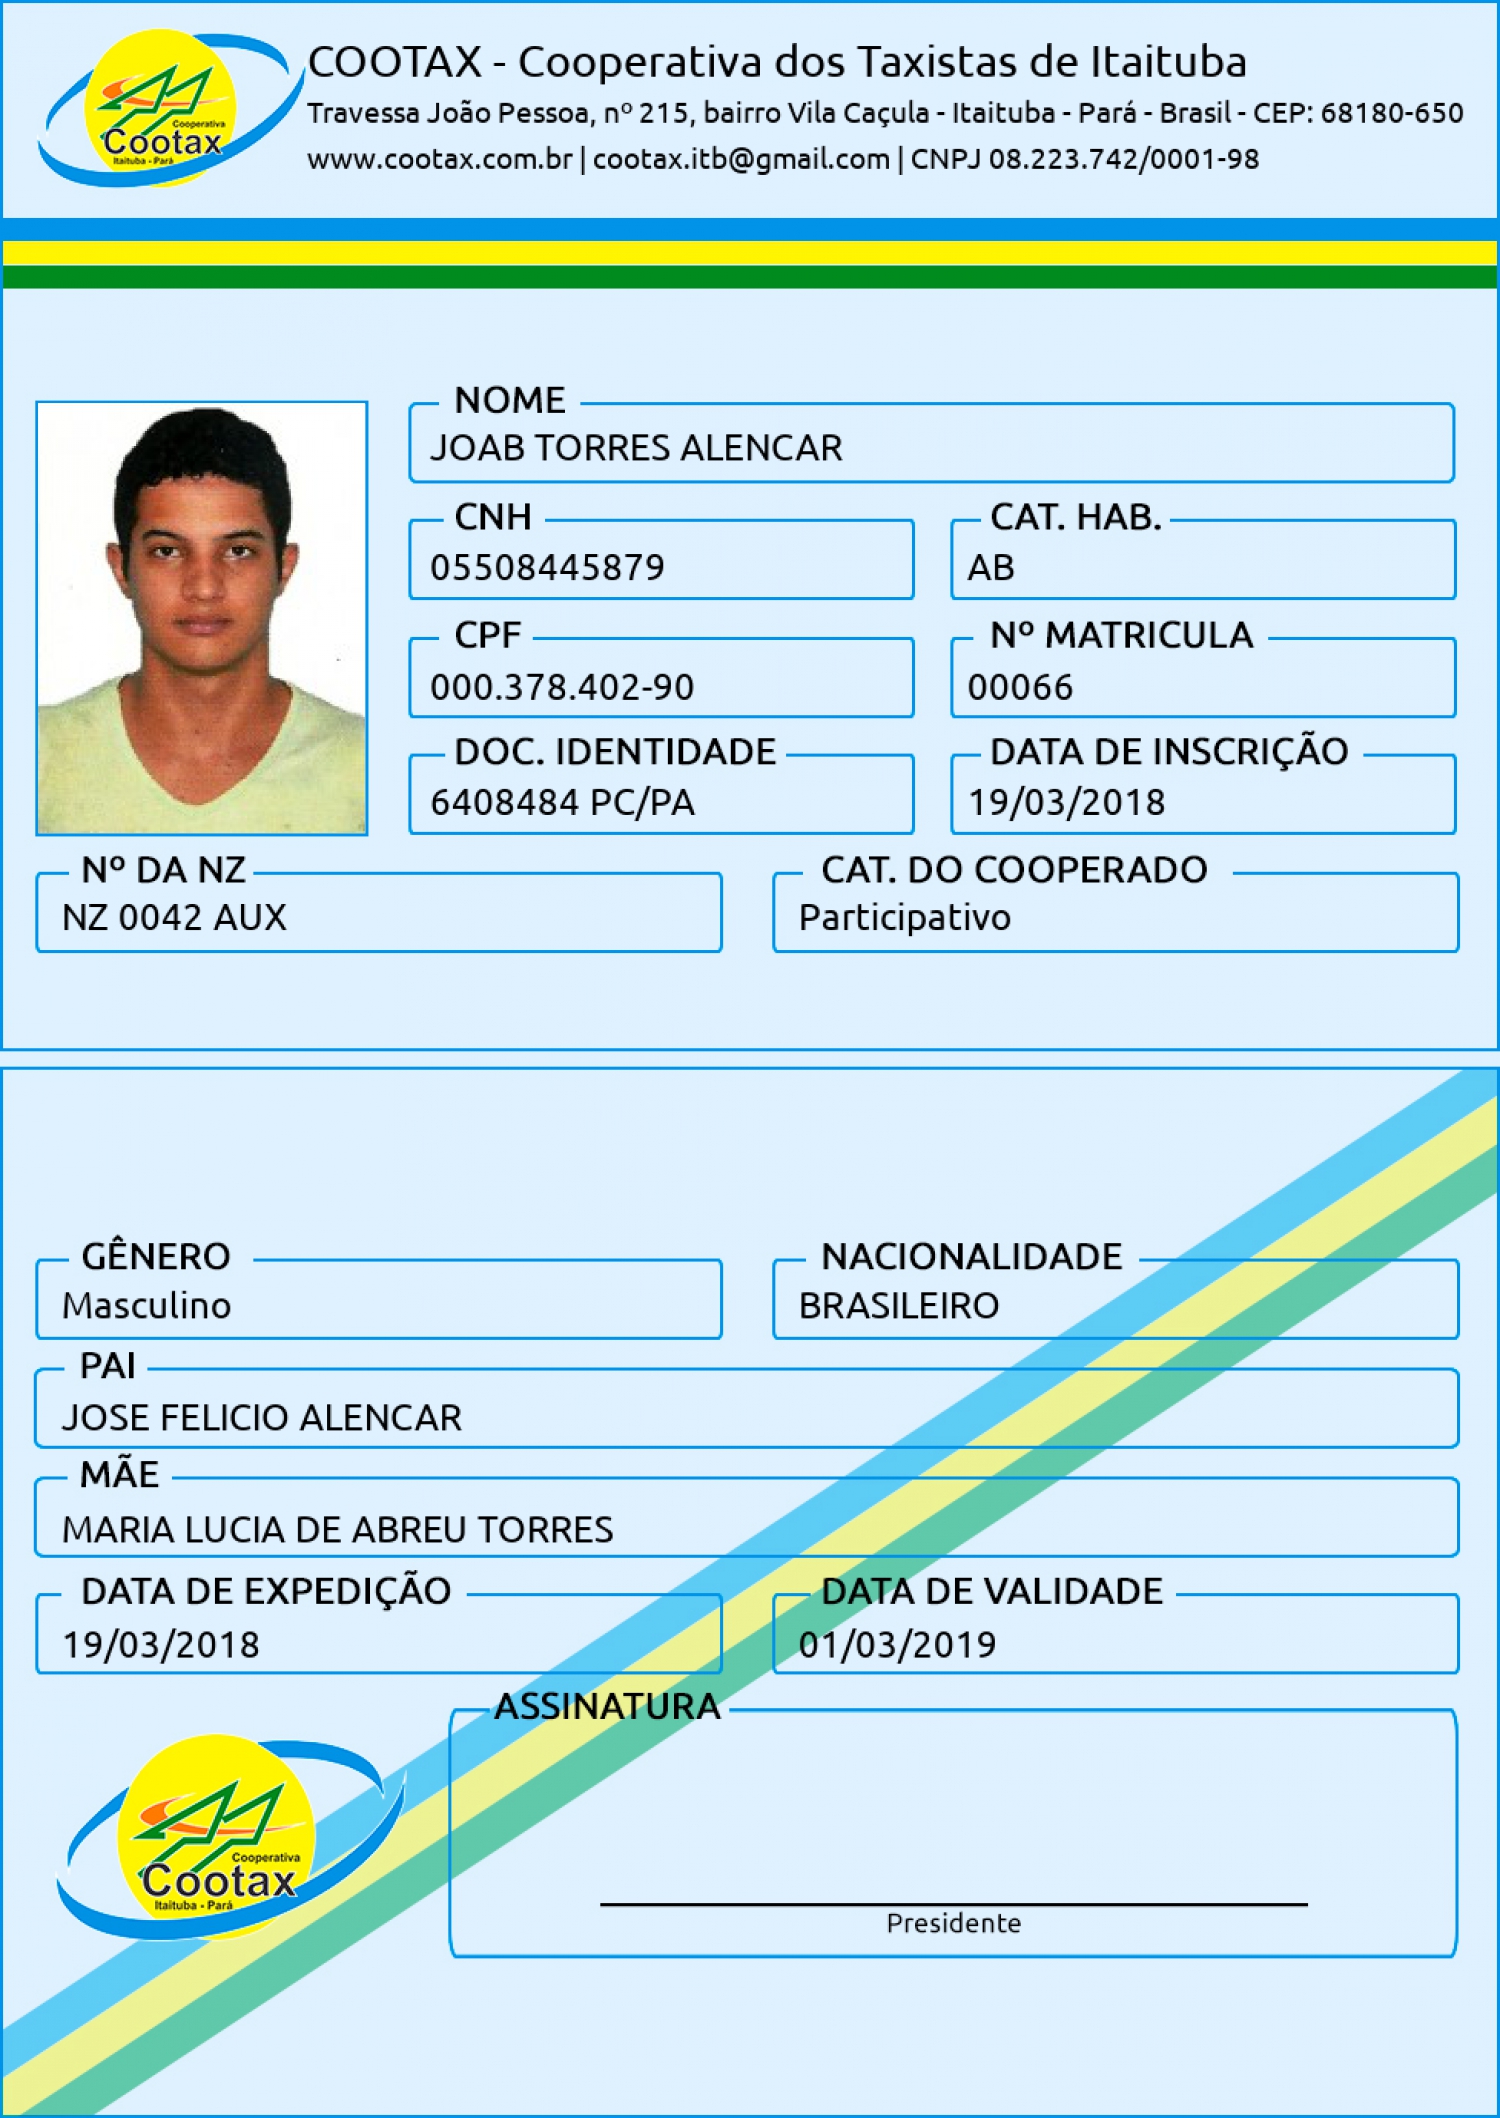 COOTAX - Cooperativa dos Taxistas de Itaituba
Travessa João Pessoa, nº 215, bairro Vila Caçula - Itaituba - Pará - Brasil - CEP: 68180-650
www.cootax.com.br | cootax.itb@gmail.com | CNPJ 08.223.742/0001-98
Cooperativa
Cootax
Itaituba - Pará
NOME
JOAB TORRES ALENCAR
CNH
05508445879
CAT. HAB.
AB
CPF
000.378.402-90
Nº MATRICULA
00066
DOC. IDENTIDADE
6408484 PC/PA
DATA DE INSCRIÇÃO
19/03/2018
Nº DA NZ
NZ 0042 AUX
CAT. DO COOPERADO
Participativo
GÊNERO
Masculino
NACIONALIDADE
BRASILEIRO
PAI
JOSE FELICIO ALENCAR
MÃE
MARIA LUCIA DE ABREU TORRES
DATA DE EXPEDIÇÃO
19/03/2018
DATA DE VALIDADE
01/03/2019
ASSINATURA
Presidente
Cooperativa
Cootax
Itaituba - Pará